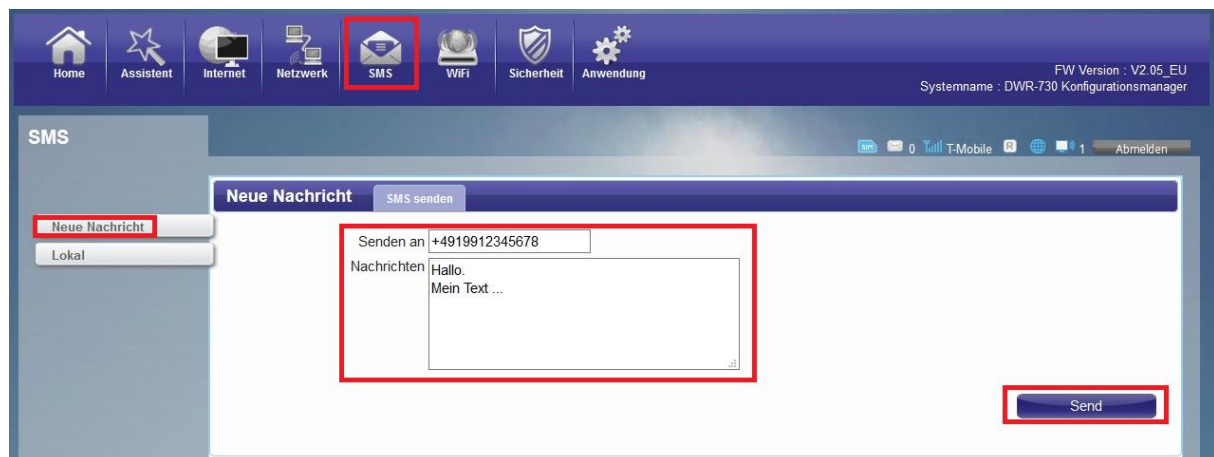 Home Assistent Internet Netzwerk SMS WiFi Sicherheit Anwendung
FW Version : V2.05_EU
Systemname : DWR-730 Konfigurationsmanager
SMS
SIM 0 T-Mobile R 1 Abmelden
Neue Nachricht SMS senden
Neue Nachricht
Lokal
Senden an +4919912345678
Nachrichten Hallo.
Mein Text ...
Send